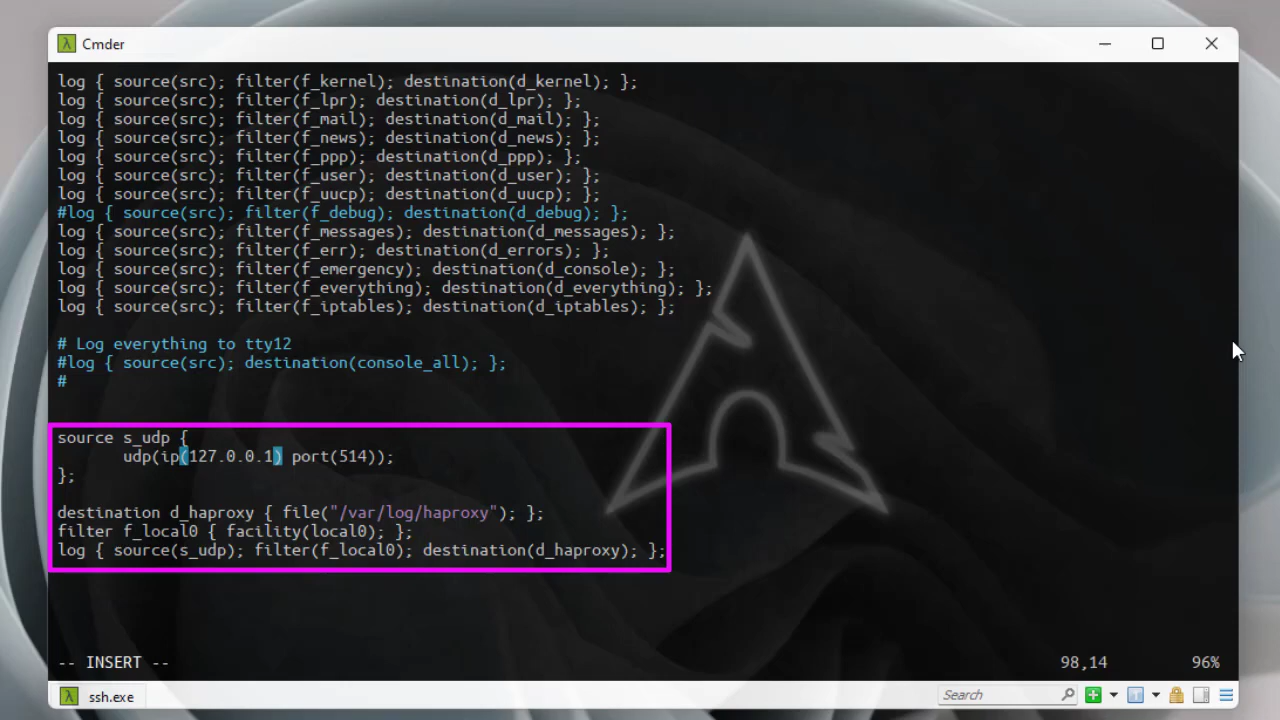 Cmder
log { source(src); filter(f_kernel); destination(d_kernel); };
log { source(src); filter(f_lpr); destination(d_lpr); };
log { source(src); filter(f_mail); destination(d_mail); };
log { source(src); filter(f_news); destination(d_news); };
log { source(src); filter(f_ppp); destination(d_ppp); };
log { source(src); filter(f_user); destination(d_user); };
log { source(src); filter(f_uucp); destination(d_uucp); };
#log { source(src); filter(f_debug); destination(d_debug); };
log { source(src); filter(f_messages); destination(d_messages); };
log { source(src); filter(f_err); destination(d_errors); };
log { source(src); filter(f_emergency); destination(d_console); };
log { source(src); filter(f_everything); destination(d_everything); };
log { source(src); filter(f_iptables); destination(d_iptables); };
# Log everything to tty12
#log { source(src); destination(console_all); };
#
source s_udp {
udp(ip(127.0.0.1) port(514));
};
destination d_haproxy { file("/var/log/haproxy"); };
filter f_local0 { facility(local0); };
log { source(s_udp); filter(f_local0); destination(d_haproxy); };
-- INSERT -- 98,14 96%
λ ssh.exe Search